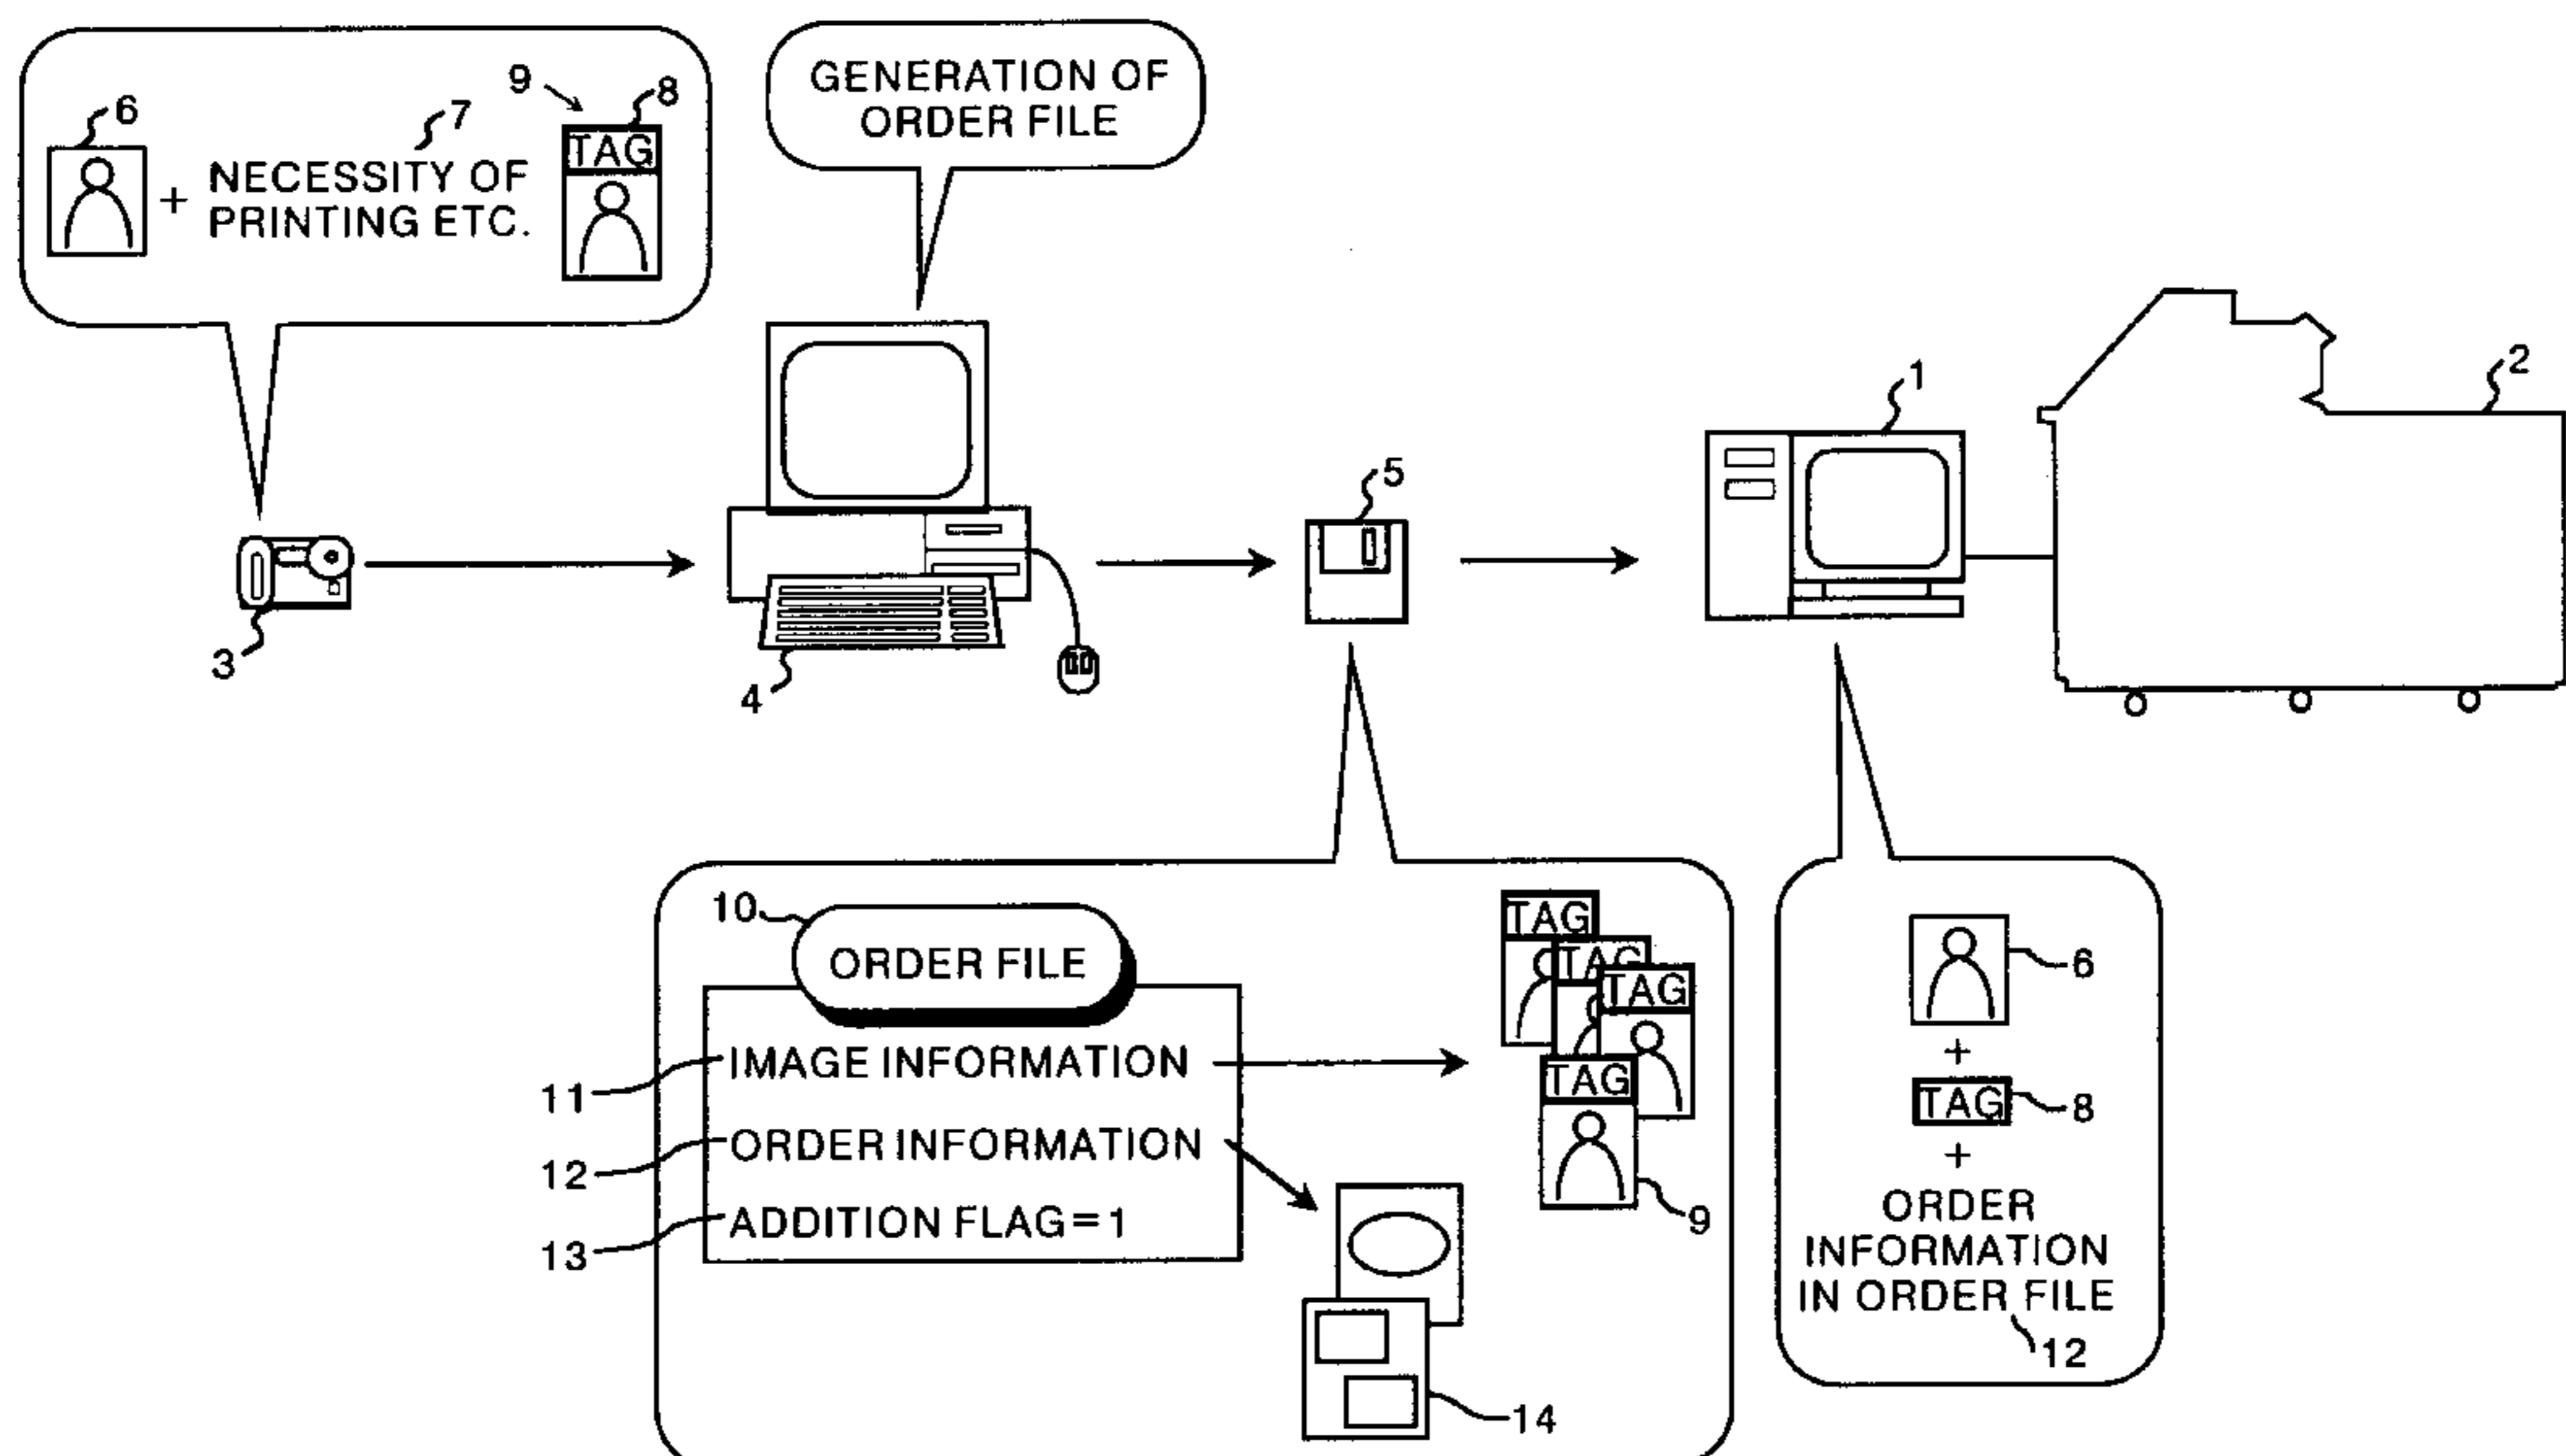 9
8
6
7
TAG
+ NECESSITY OF
PRINTING ETC.
GENERATION OF
ORDER FILE
3
4
5
1
2
10
ORDER FILE
11
IMAGE INFORMATION
12
ORDER INFORMATION
13
ADDITION FLAG=1
TAG
TAG
TAG
TAG
9
14
6
+
TAG
8
+
ORDER
INFORMATION
IN ORDER FILE
12